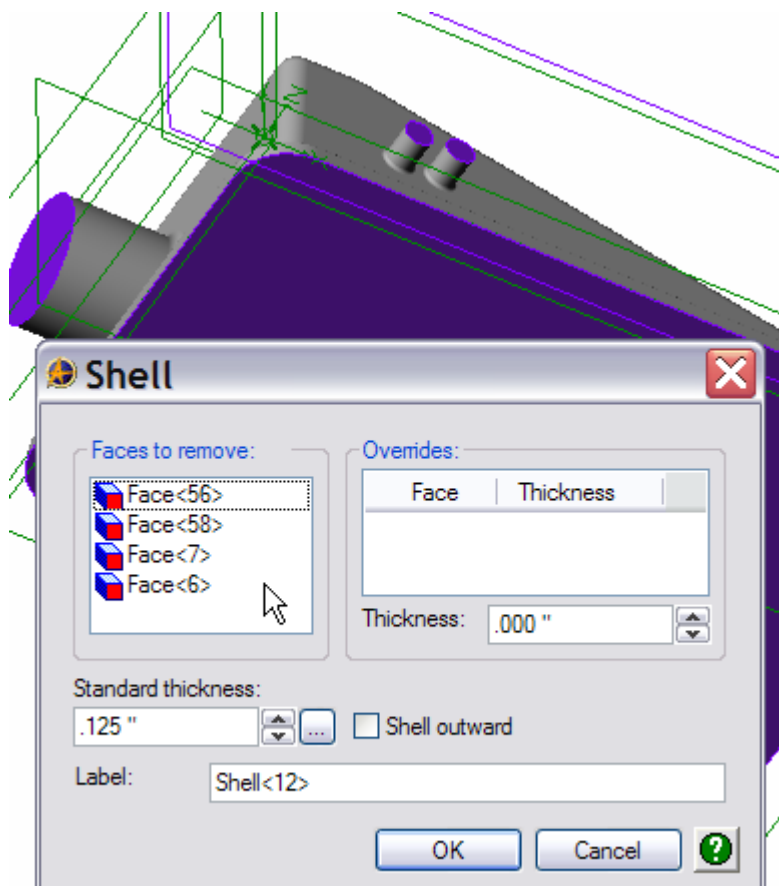 Z
Shell
Faces to remove:
Face<56>
Face<58>
Face<7>
Face<6>
Overrides:
Face Thickness
Thickness: .000 "
Standard thickness:
.125 " ... Shell outward
Label: Shell<12>
OK Cancel ?